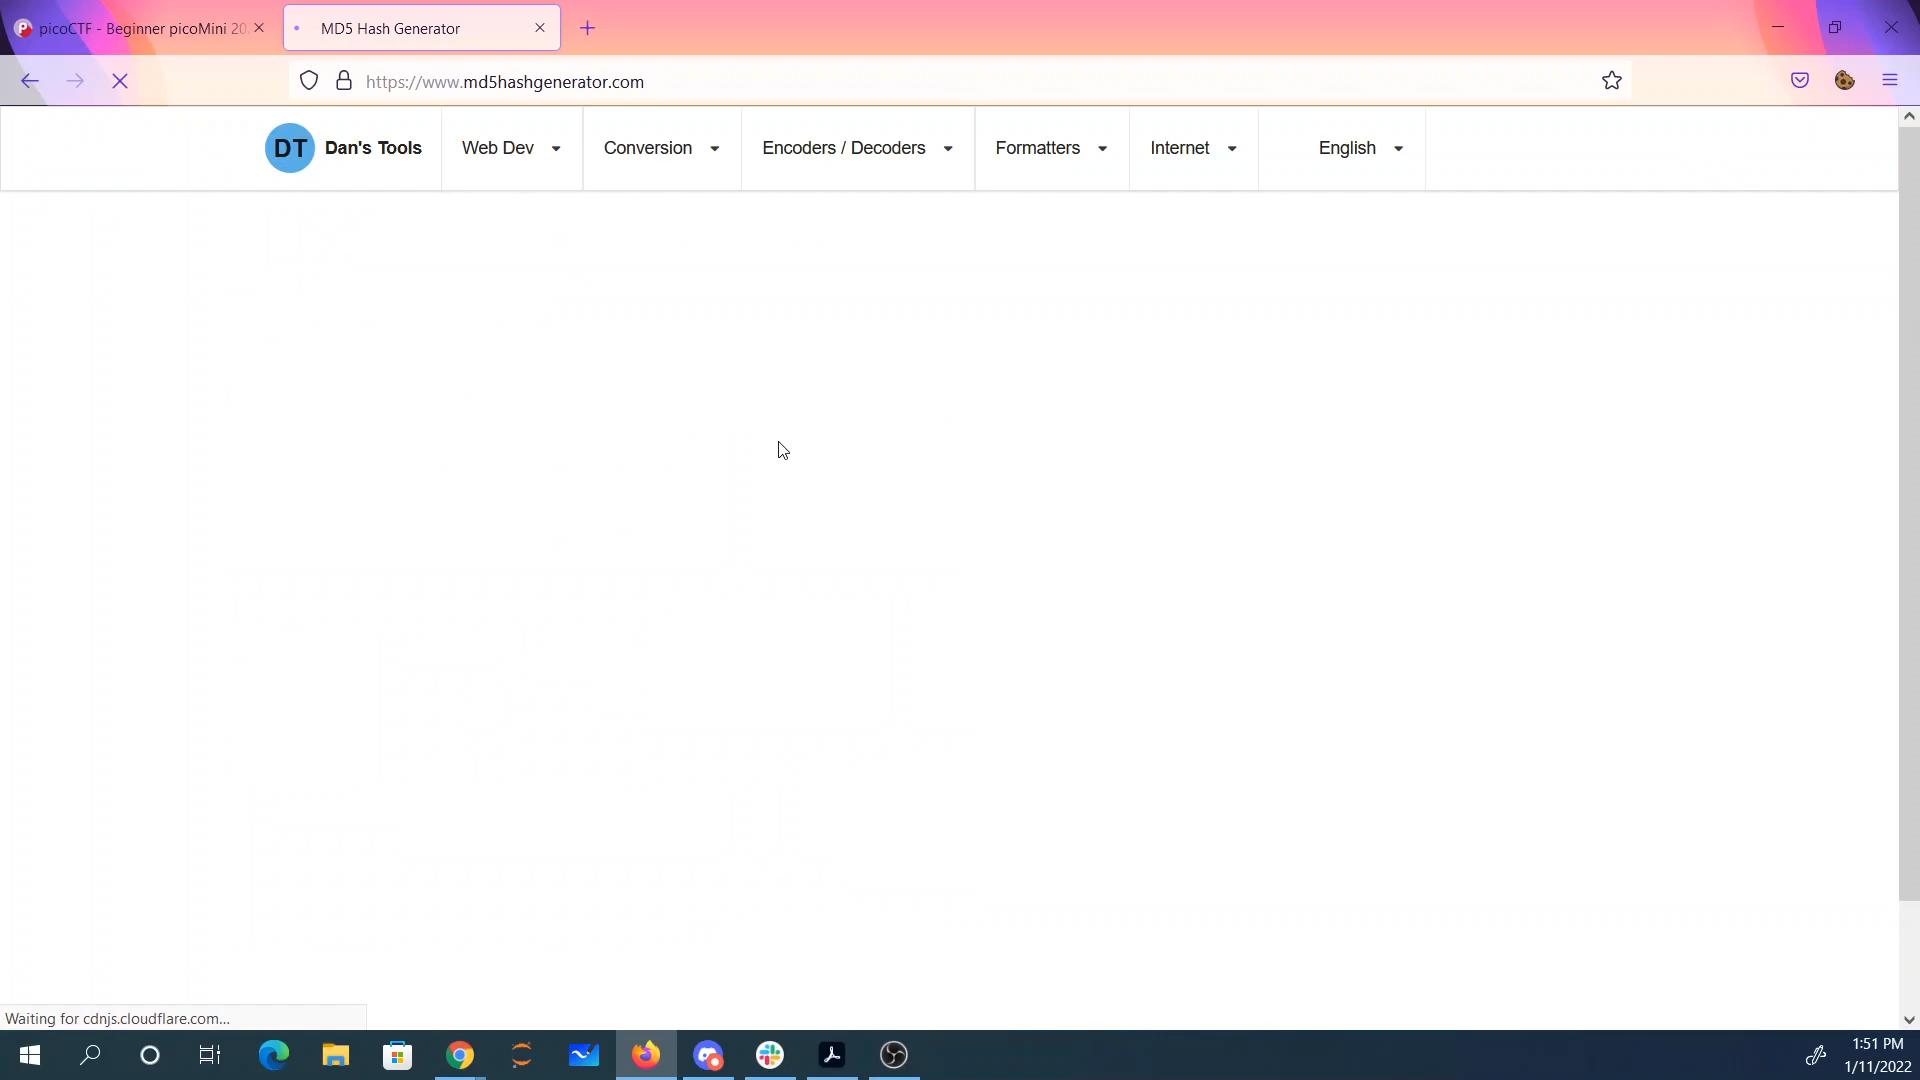 picoCTF - Beginner picoMini 20
MD5 Hash Generator
https://www.md5hashgenerator.com
DT Dan's Tools Web Dev Conversion Encoders / Decoders Formatters Internet English
Waiting for cdnjs.cloudflare.com...
1:51 PM
1/11/2022